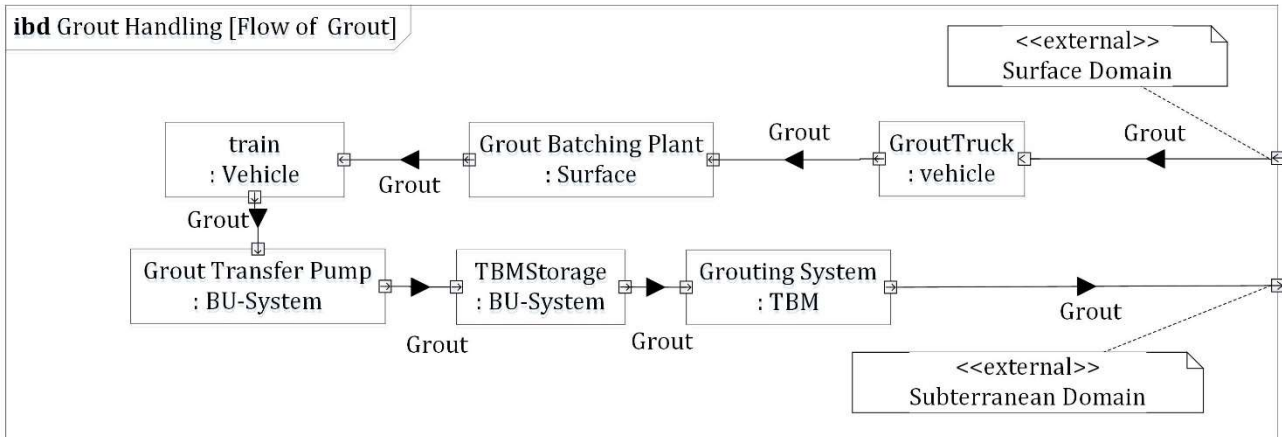 ibd Grout Handling [Flow of Grout]
<<external>>
Surface Domain
train
: Vehicle
Grout
Grout Batching Plant
: Surface
Grout
GroutTruck
: vehicle
Grout
Grout
Grout Transfer Pump
: BU-System
Grout
TBMStorage
: BU-System
Grout
Grouting System
: TBM
Grout
<<external>>
Subterranean Domain